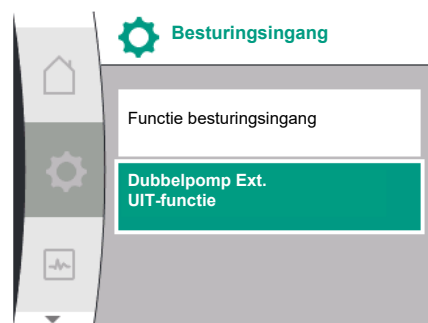 Besturingsingang
Functie besturingsingang
Dubbelpomp Ext.
UIT-functie